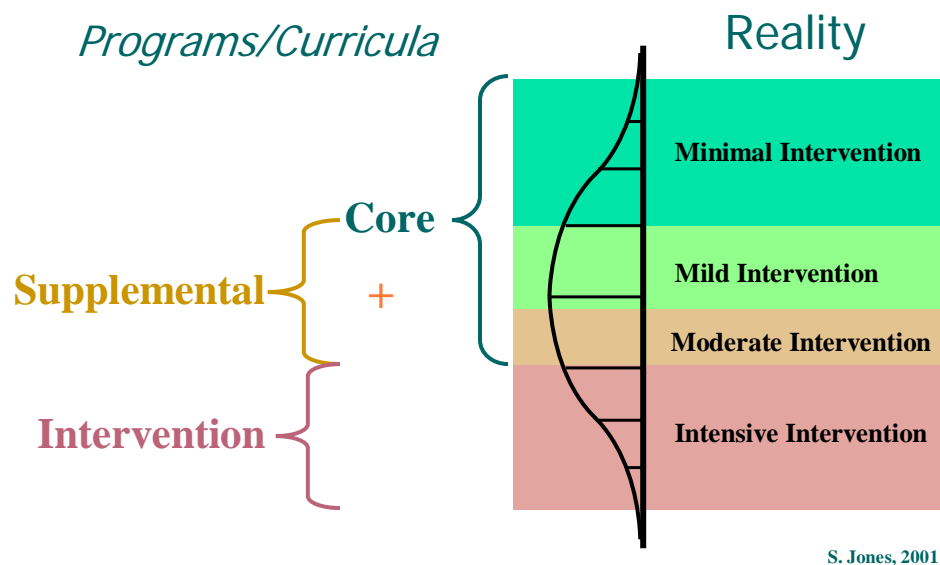 Programs/Curricula
Reality
Minimal Intervention
Core
Mild Intervention
Supplemental
+
Moderate Intervention
Intervention
Intensive Intervention
S. Jones, 2001